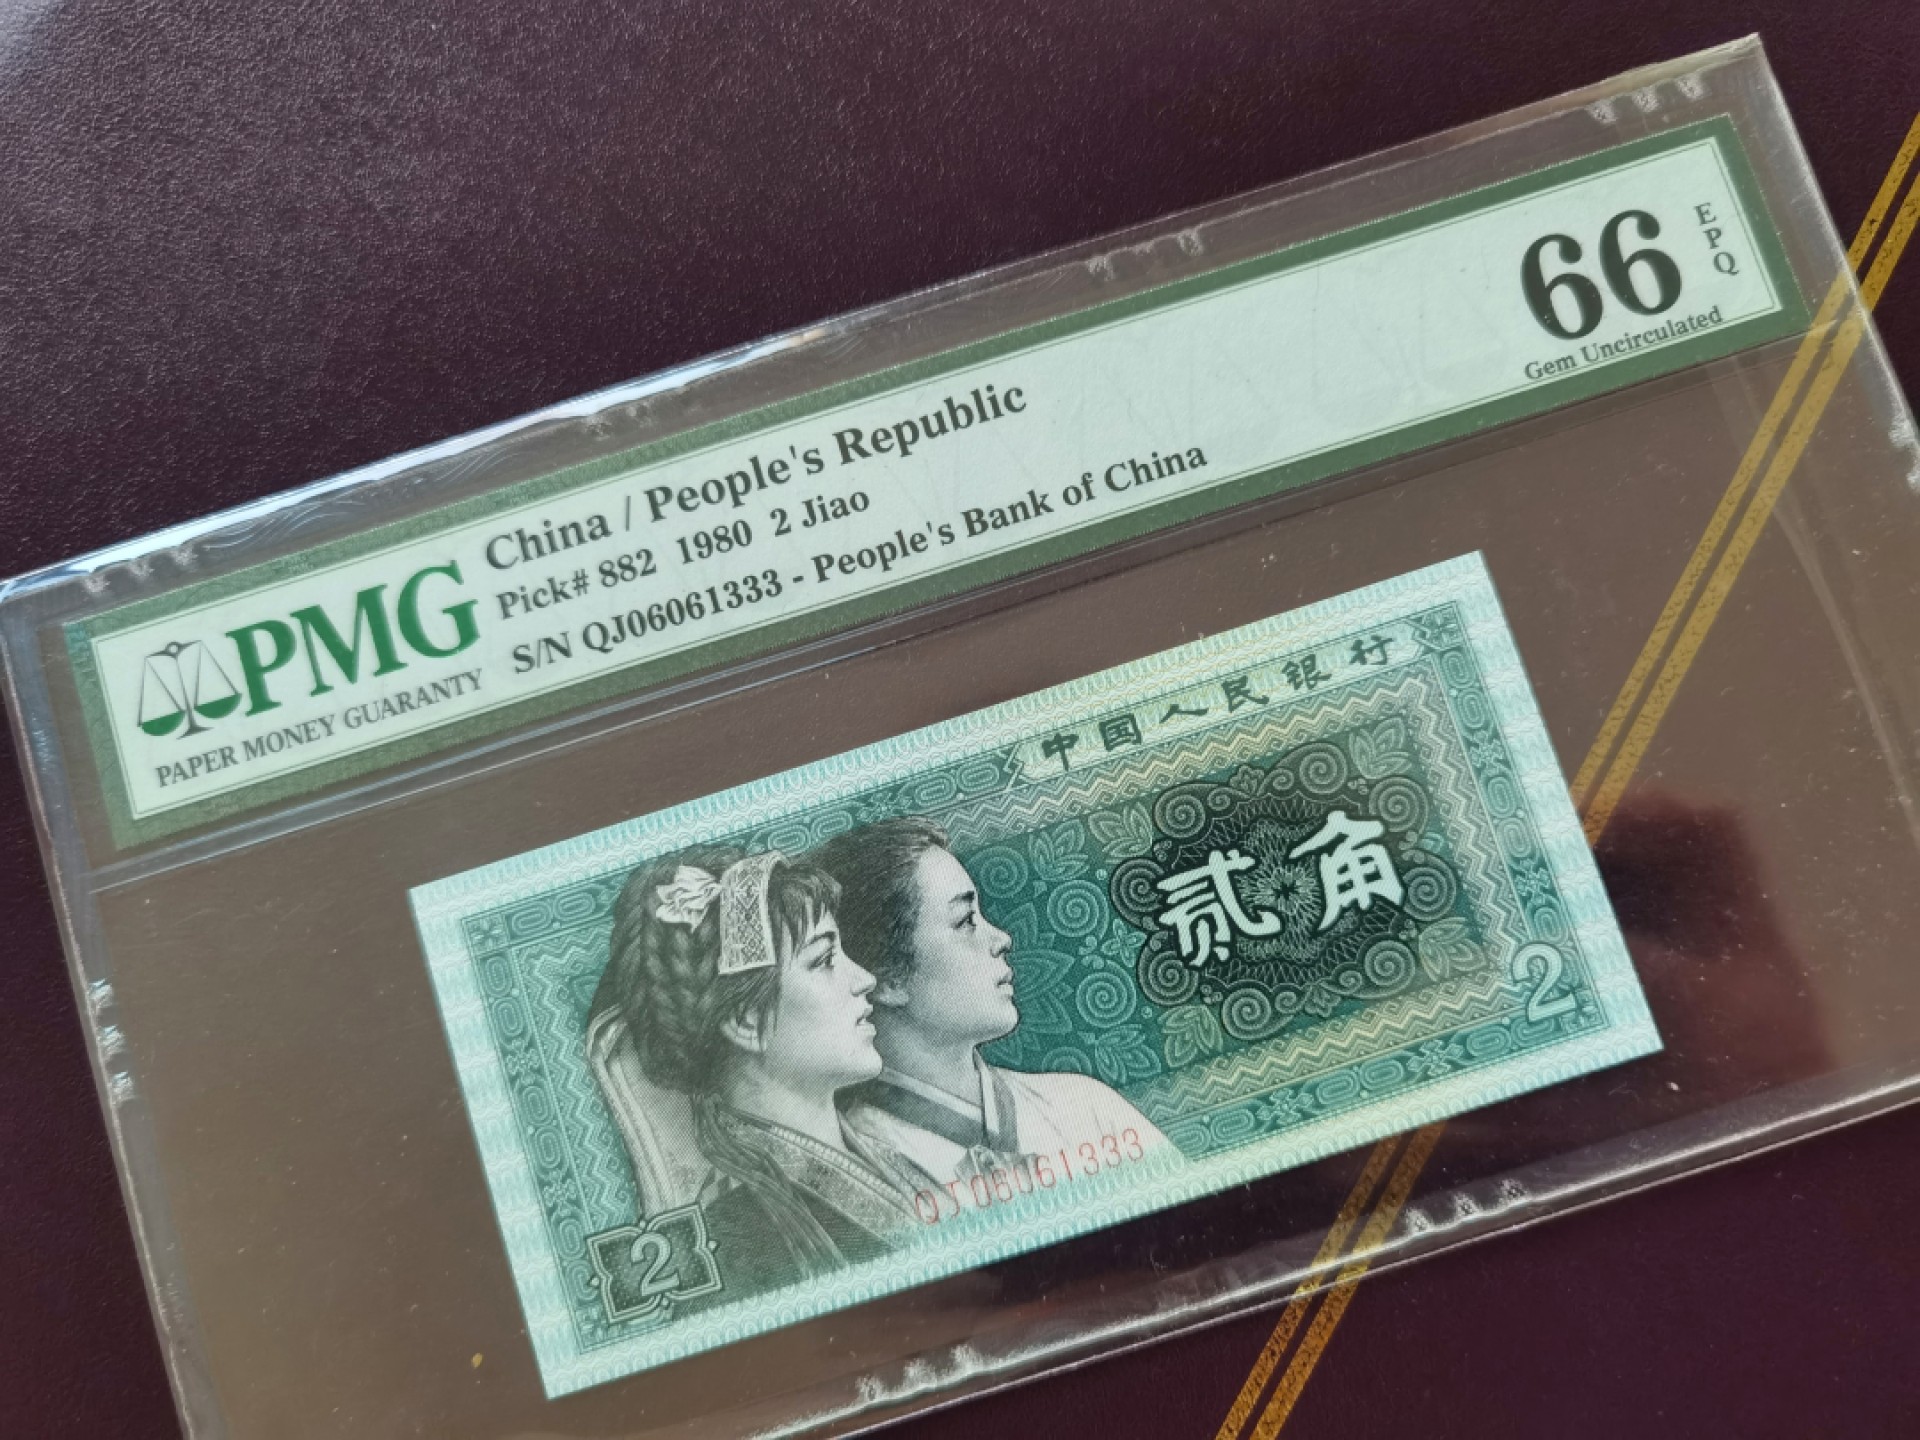 PMG
PAPER MONEY GUARANTY
China / People's Republic
Pick# 882 1980 2 Jiao
S/N QJ06061333 - People's Bank of China
66
EPQ
Gem Uncirculated
中国人民银行
贰角
2
QJ06061333
2